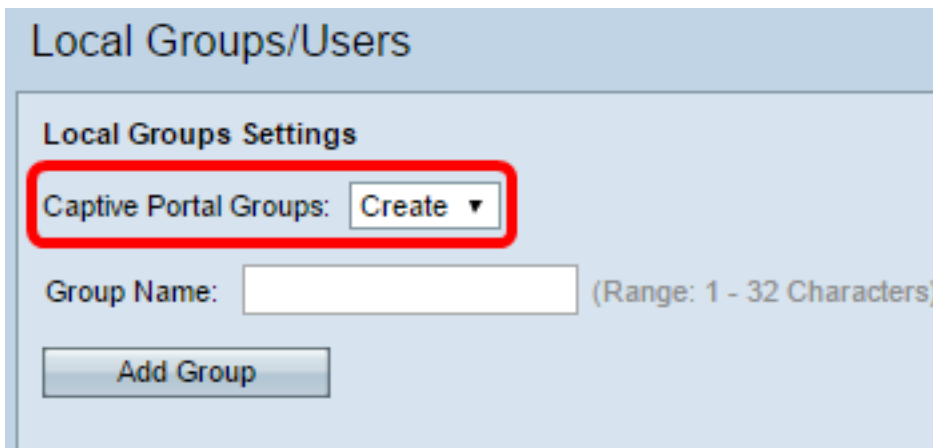 Local Groups/Users
Local Groups Settings
Captive Portal Groups: Create
Group Name: (Range: 1 - 32 Characters)
Add Group